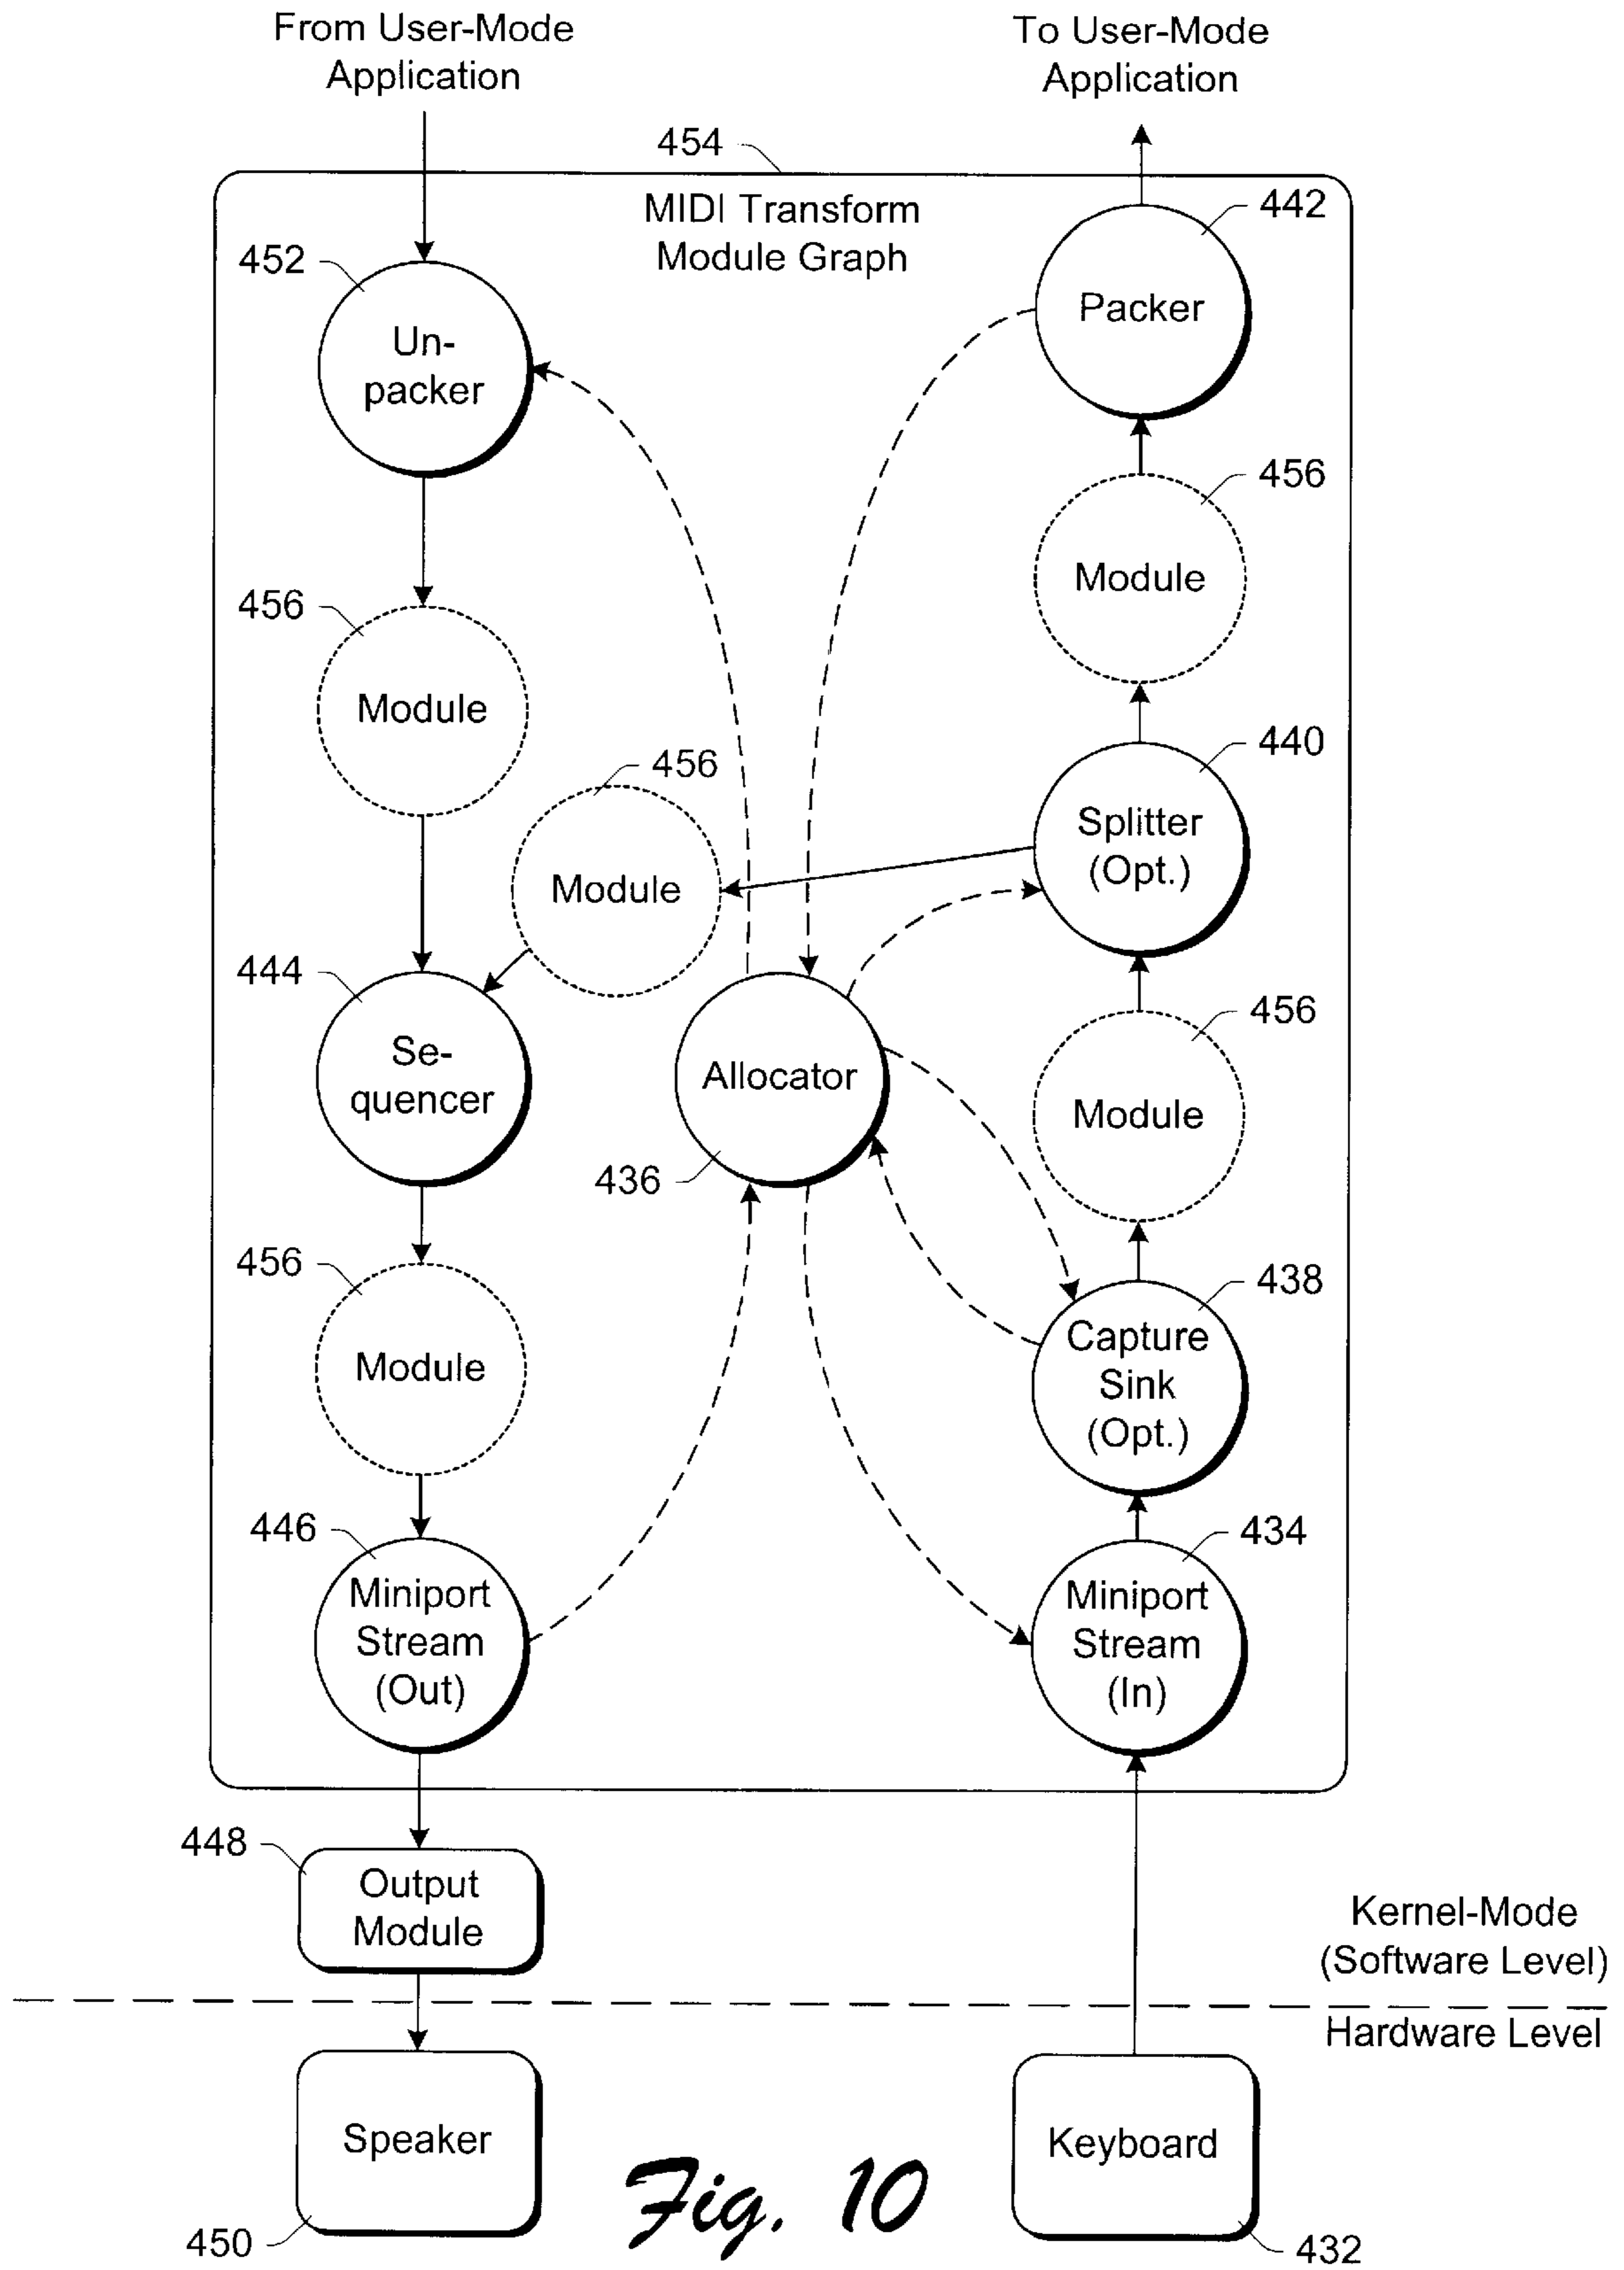 From User-Mode
Application
To User-Mode
Application
454
MIDI Transform
Module Graph
442
Packer
452
Un-
packer
456
Module
456
Module
456
Module
440
Splitter
(Opt.)
444
Se-
quencer
Allocator
436
456
Module
456
Module
438
Capture
Sink
(Opt.)
446
Miniport
Stream
(Out)
434
Miniport
Stream
(In)
448
Output
Module
Kernel-Mode
(Software Level)
Hardware Level
Speaker
450
Keyboard
432
Fig. 10